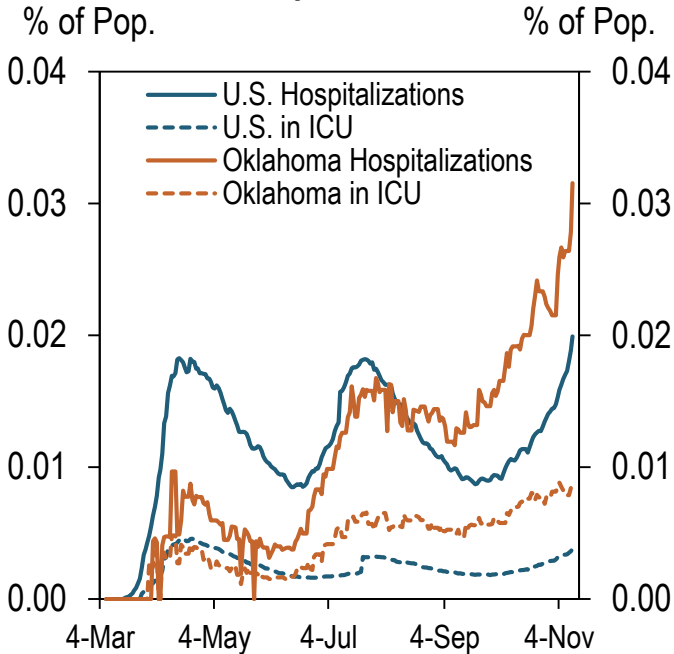 % of Pop. % of Pop.
0.04 0.04
U.S. Hospitalizations
U.S. in ICU
Oklahoma Hospitalizations
Oklahoma in ICU
0.03 0.03
0.02 0.02
0.01 0.01
0.00 0.00
4-Mar 4-May 4-Jul 4-Sep 4-Nov